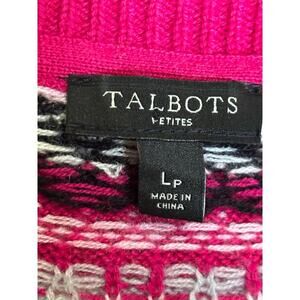 TALBOTS
PETITES
LP
MADE IN
CHINA